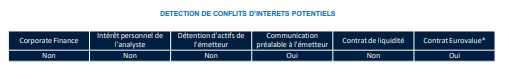 DETECTION DE CONFLITS D'INTERETS POTENTIELS
Corporate Finance
Intérêt personnel de
l'analyste
Détention d'actifs de
l'émetteur
Communication
préalable à l'émetteur
Contrat de liquidité
Contrat Eurovalue*
Non Non Non Oui Non Oui